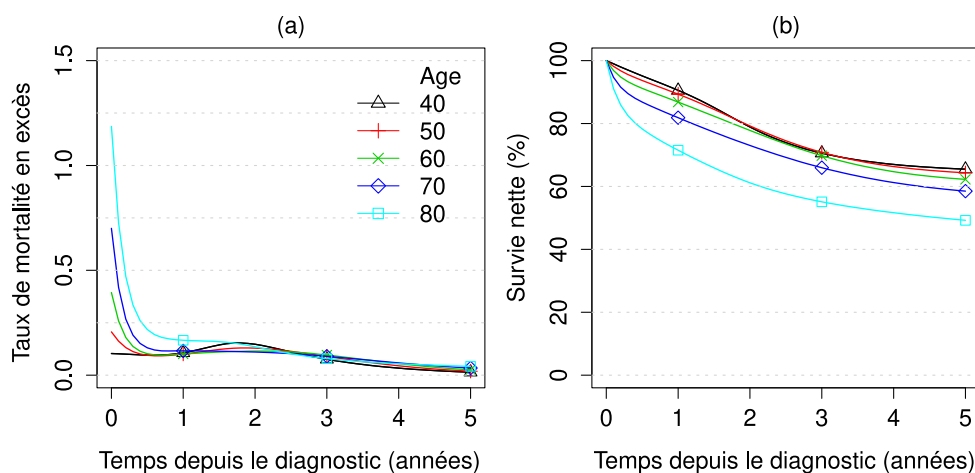 (a)
Taux de mortalité en excès
1.5
1.0
0.5
0.0
Age
40
50
60
70
80
0 1 2 3 4 5
Temps depuis le diagnostic (années)
(b)
Survie nette (%)
100
80
60
40
20
0
0 1 2 3 4 5
Temps depuis le diagnostic (années)